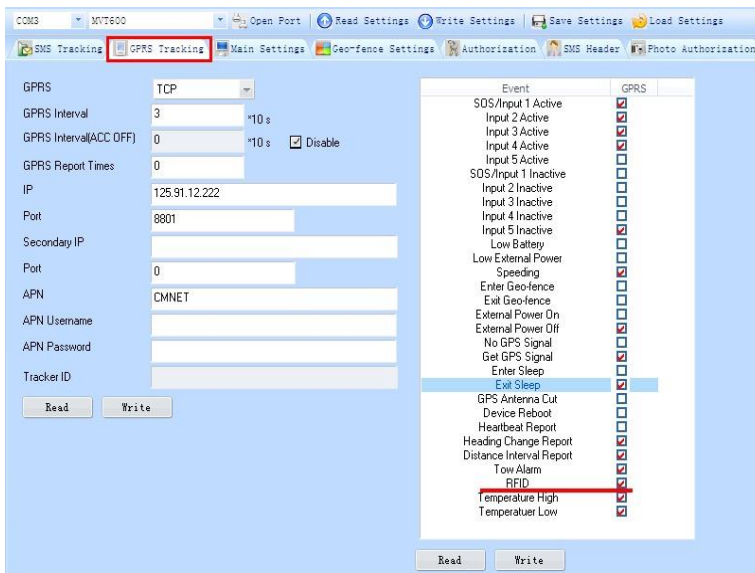 COM3 MVT600 Open Port Read Settings Write Settings Save Settings Load Settings
SMS Tracking GPRS Tracking Main Settings Geo-fence Settings Authorization SMS Header Photo Authorization
GPRS TCP
GPRS Interval 3 *10 s
GPRS Interval(ACC OFF) 0 *10 s Disable
GPRS Report Times 0
IP 125.91.12.222
Port 8801
Secondary IP
Port 0
APN CMNET
APN Username
APN Password
Tracker ID
Read Write
Event GPRS
SOS/Input 1 Active
Input 2 Active
Input 3 Active
Input 4 Active
Input 5 Active
SOS/Input 1 Inactive
Input 2 Inactive
Input 3 Inactive
Input 4 Inactive
Input 5 Inactive
Low Battery
Low External Power
Speeding
Enter Geo-fence
Exit Geo-fence
External Power On
External Power Off
No GPS Signal
Get GPS Signal
Enter Sleep
Exit Sleep
GPS Antenna Cut
Device Reboot
Heartbeat Report
Heading Change Report
Distance Interval Report
Tow Alarm
RFID
Temperature High
Temperatuer Low
Read Write